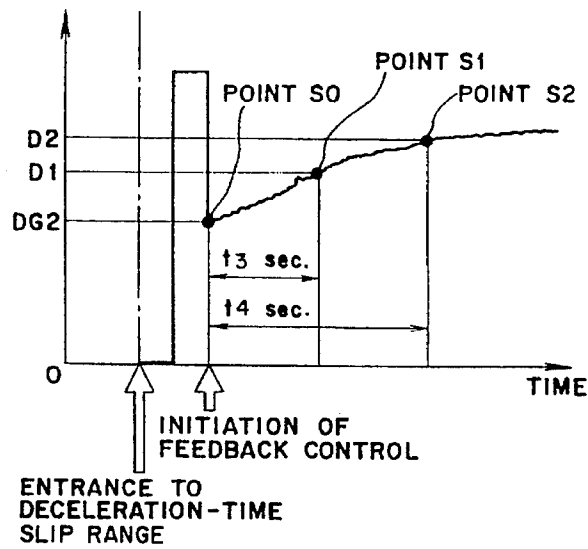 POINT S1
POINT S0
POINT S2
D2
D1
DG2
t3 sec.
t4 sec.
0
TIME
INITIATION OF
FEEDBACK CONTROL
ENTRANCE TO
DECELERATION-TIME
SLIP RANGE